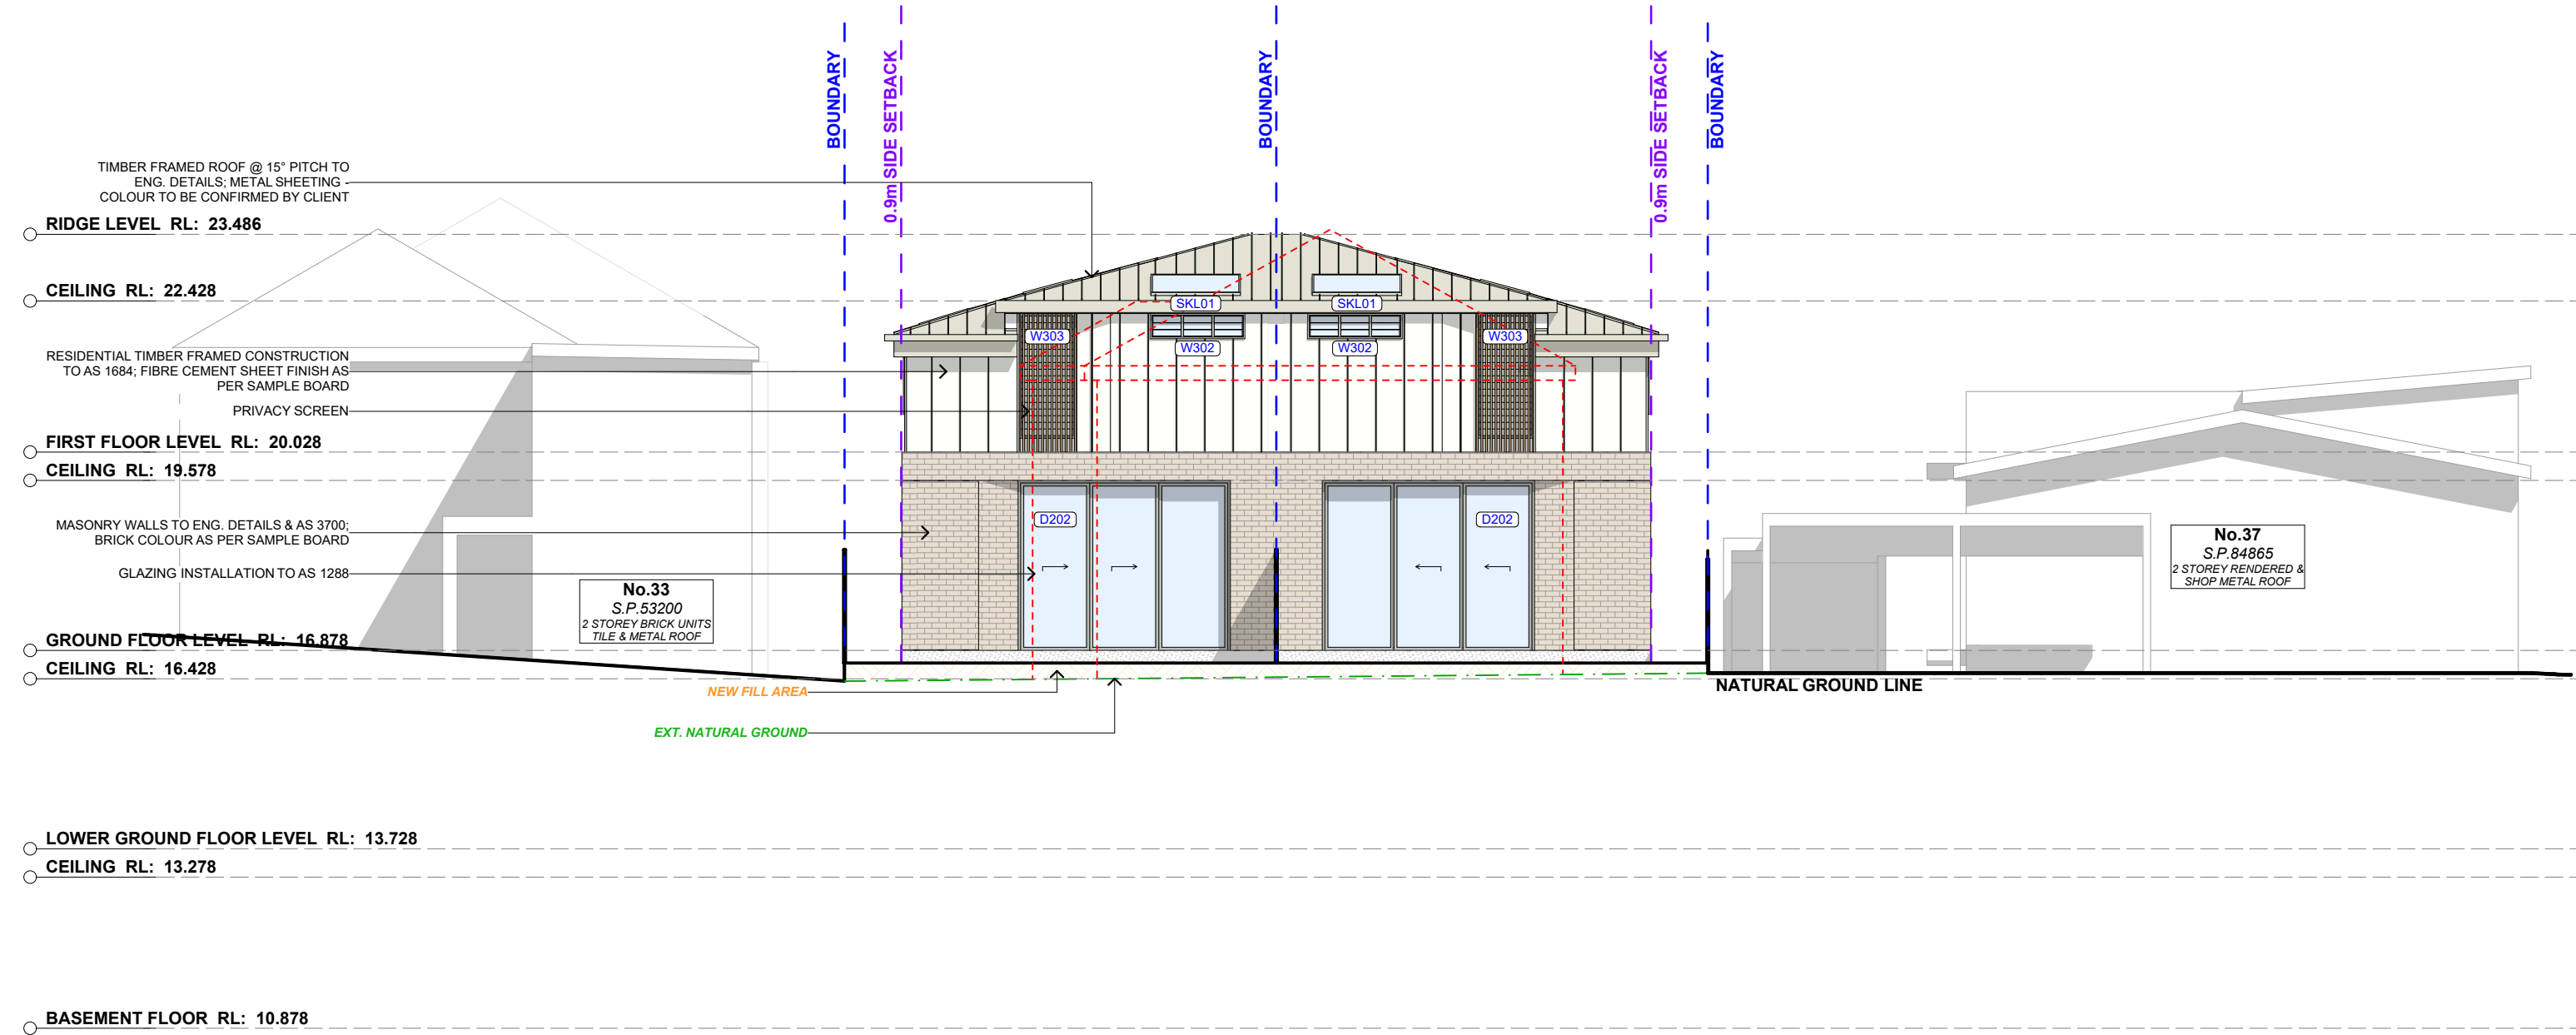 BOUNDARY
0.9m SIDE SETBACK
BOUNDARY
0.9m SIDE SETBACK
BOUNDARY
TIMBER FRAMED ROOF @ 15° PITCH TO
ENG. DETAILS; METAL SHEETING -
COLOUR TO BE CONFIRMED BY CLIENT
RIDGE LEVEL RL: 23.486
CEILING RL: 22.428
SKL01
SKL01
W303
W302
W302
W303
RESIDENTIAL TIMBER FRAMED CONSTRUCTION
TO AS 1684; FIBRE CEMENT SHEET FINISH AS
PER SAMPLE BOARD
PRIVACY SCREEN
FIRST FLOOR LEVEL RL: 20.028
CEILING RL: 19.578
D202
D202
MASONRY WALLS TO ENG. DETAILS & AS 3700;
BRICK COLOUR AS PER SAMPLE BOARD
GLAZING INSTALLATION TO AS 1288
No.33
S.P.53200
2 STOREY BRICK UNITS
TILE & METAL ROOF
No.37
S.P.84865
2 STOREY RENDERED &
SHOP METAL ROOF
GROUND FLOOR LEVEL RL: 16.878
CEILING RL: 16.428
NEW FILL AREA
NATURAL GROUND LINE
EXT. NATURAL GROUND
LOWER GROUND FLOOR LEVEL RL: 13.728
CEILING RL: 13.278
BASEMENT FLOOR RL: 10.878